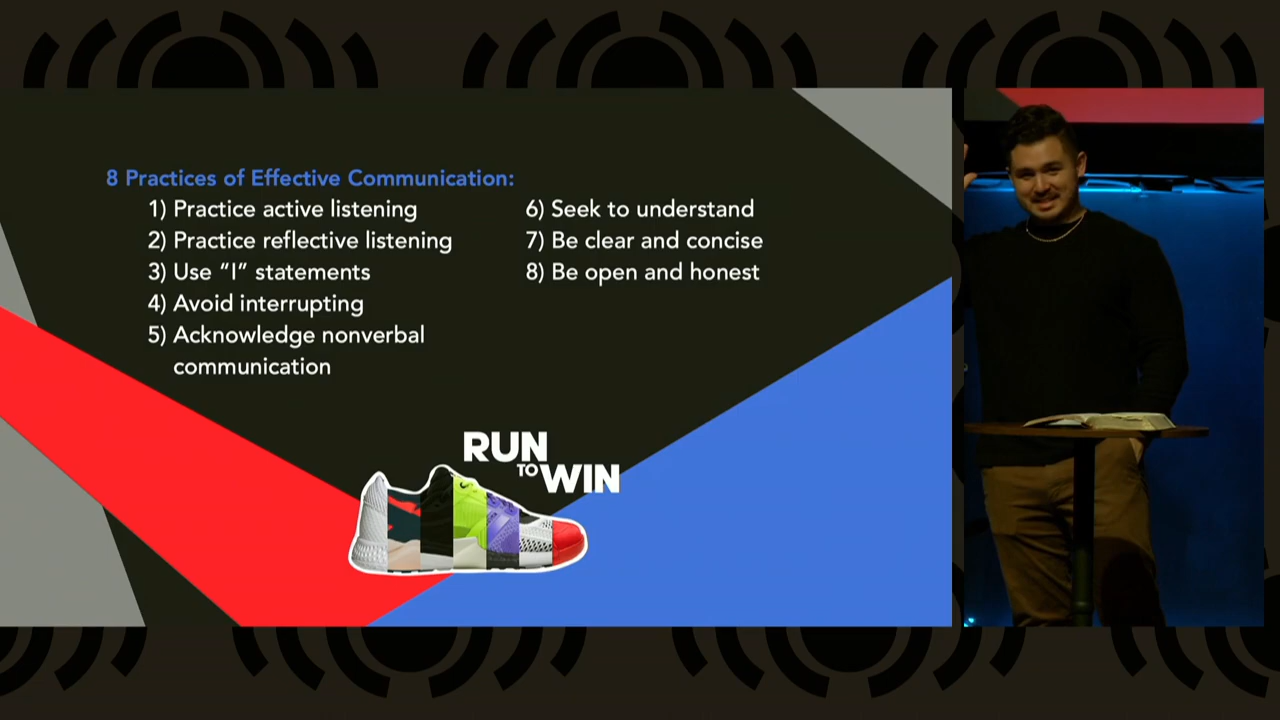 8 Practices of Effective Communication:
1) Practice active listening
2) Practice reflective listening
3) Use “I” statements
4) Avoid interrupting
5) Acknowledge nonverbal
communication
6) Seek to understand
7) Be clear and concise
8) Be open and honest
RUN
TO WIN